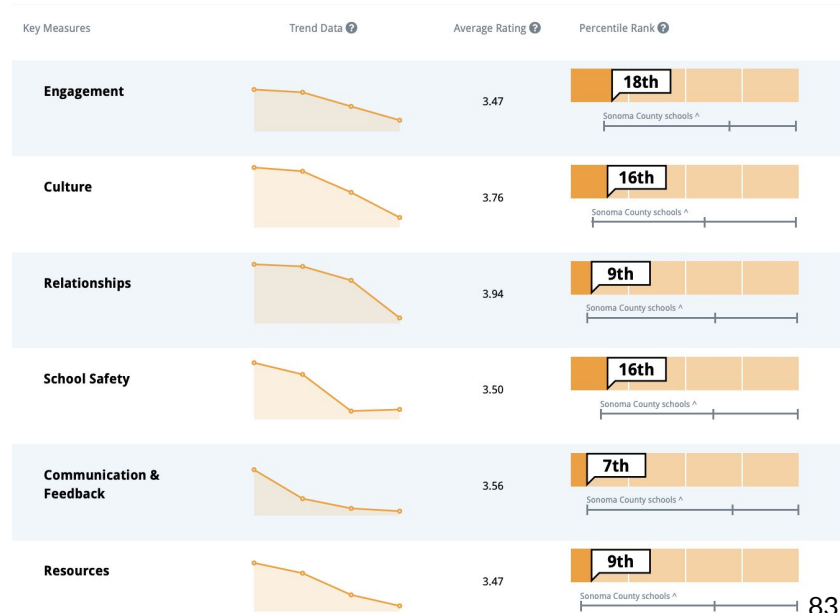 Key Measures Trend Data ? Average Rating ? Percentile Rank ?
Engagement 3.47 18th
Sonoma County schools ^
Culture 3.76 16th
Sonoma County schools ^
Relationships 3.94 9th
Sonoma County schools ^
School Safety 3.50 16th
Sonoma County schools ^
Communication &
Feedback 3.56 7th
Sonoma County schools ^
Resources 3.47 9th
Sonoma County schools ^
83